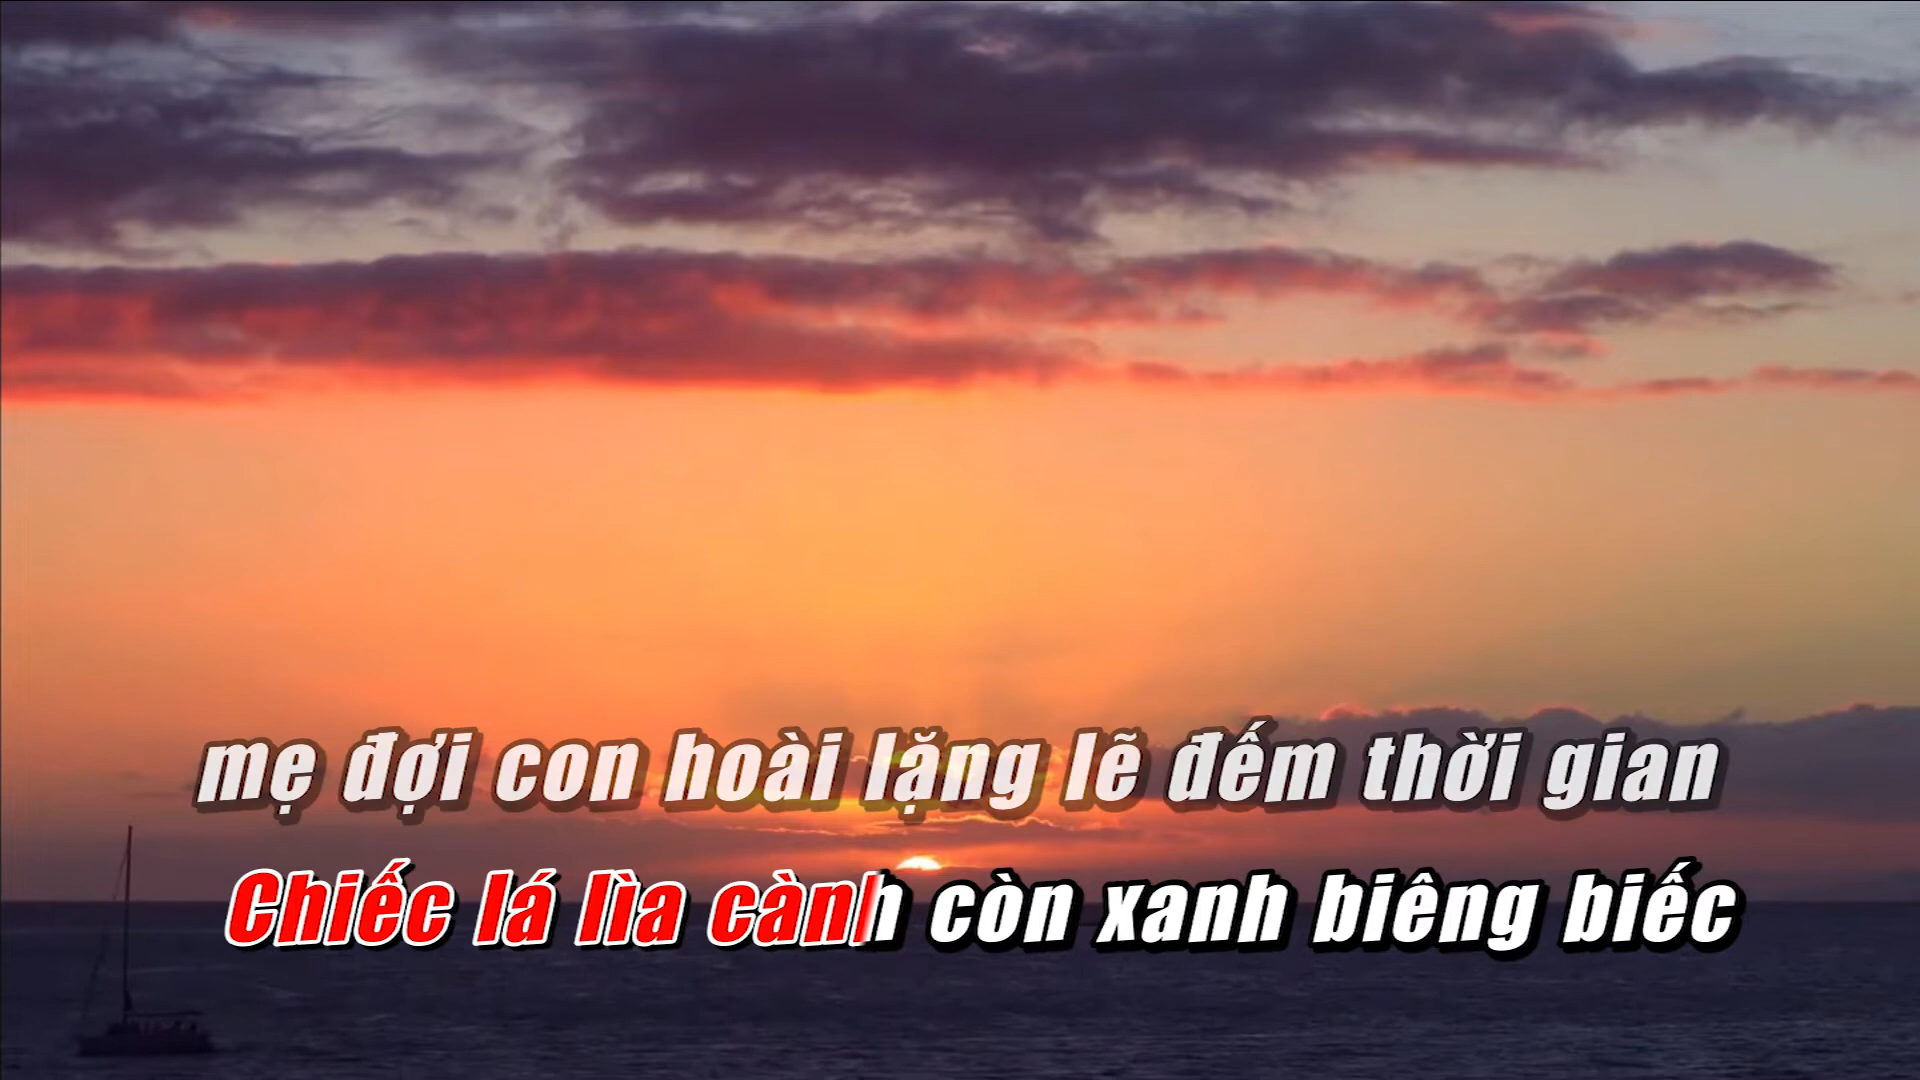 mẹ đợi con hoài lặng lẽ đếm thời gian
Chiếc lá lìa cành còn xanh biêng biếc